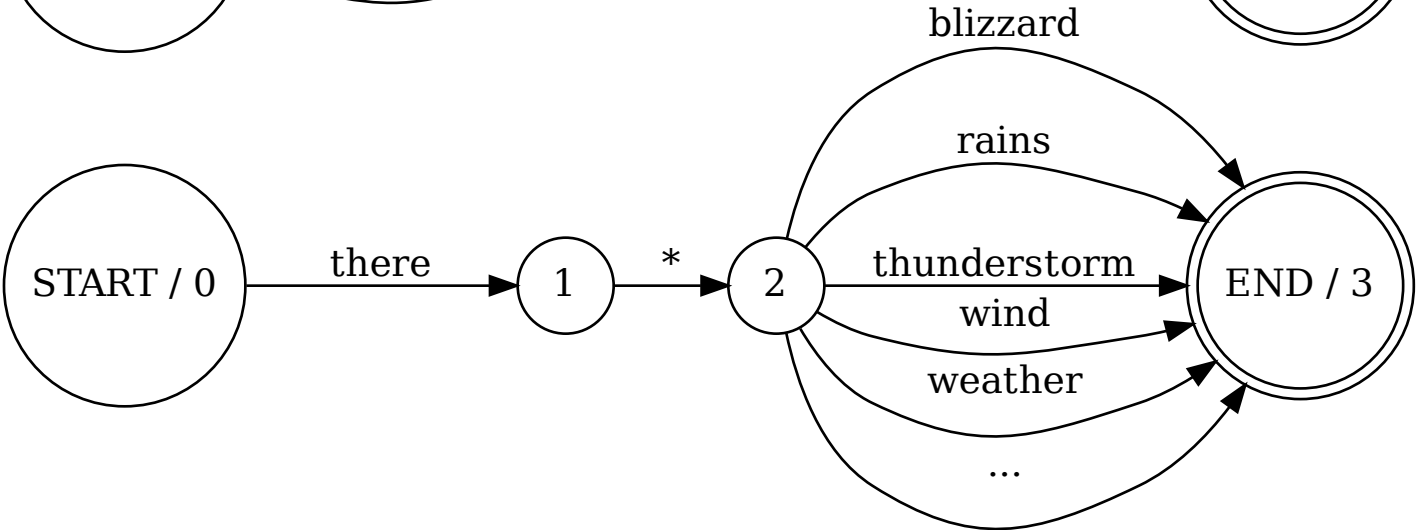 blizzard
rains
START / 0 there 1 * 2 thunderstorm END / 3
wind
weather
...